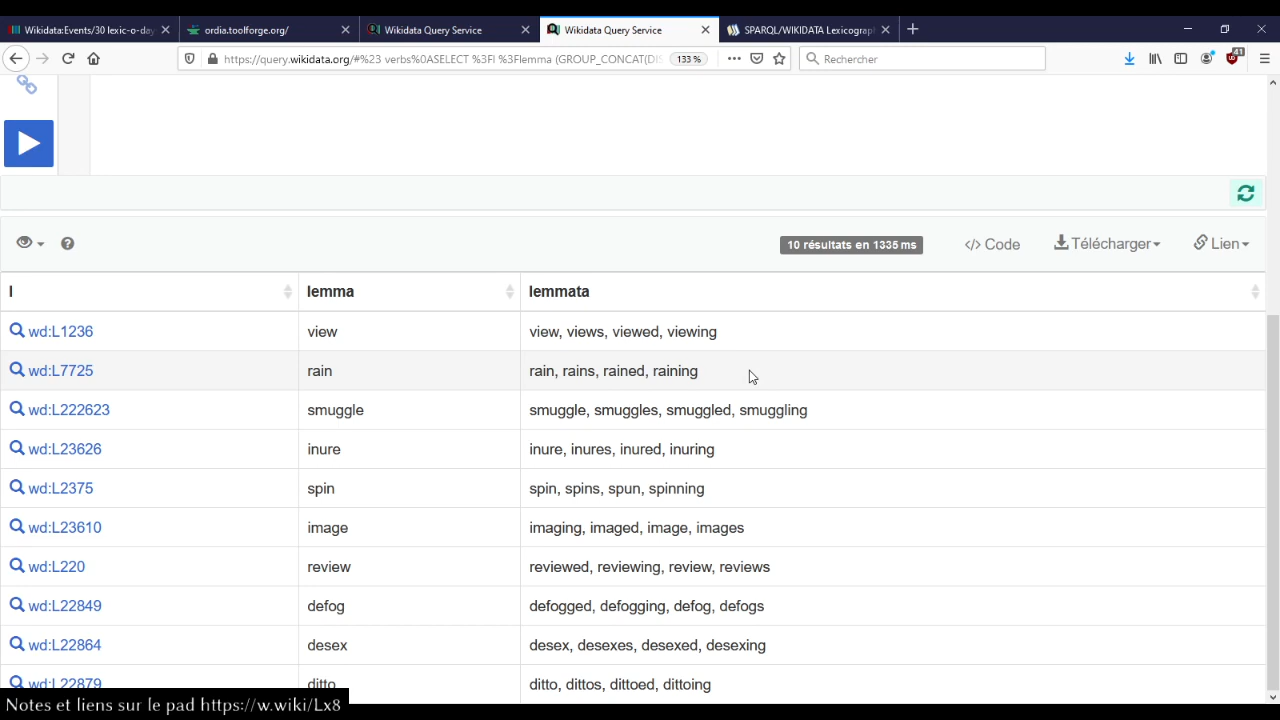 Wikidata:Events/30 lexic-o-day
ordia.toolforge.org/
Wikidata Query Service
Wikidata Query Service
SPARQL/WIKIDATA Lexicograph
https://query.wikidata.org/#%23 verbs%0ASELECT %3Fl %3Flemma (GROUP_CONCAT(DIS
133 %
Rechercher
41
10 résultats en 1335 ms
</> Code
Télécharger
Lien
l lemma lemmata
wd:L1236 view view, views, viewed, viewing
wd:L7725 rain rain, rains, rained, raining
wd:L222623 smuggle smuggle, smuggles, smuggled, smuggling
wd:L23626 inure inure, inures, inured, inuring
wd:L2375 spin spin, spins, spun, spinning
wd:L23610 image imaging, imaged, image, images
wd:L220 review reviewed, reviewing, review, reviews
wd:L22849 defog defogged, defogging, defog, defogs
wd:L22864 desex desex, desexes, desexed, desexing
wd:L22879 ditto ditto, dittos, dittoed, dittoing
Notes et liens sur le pad https://w.wiki/Lx8